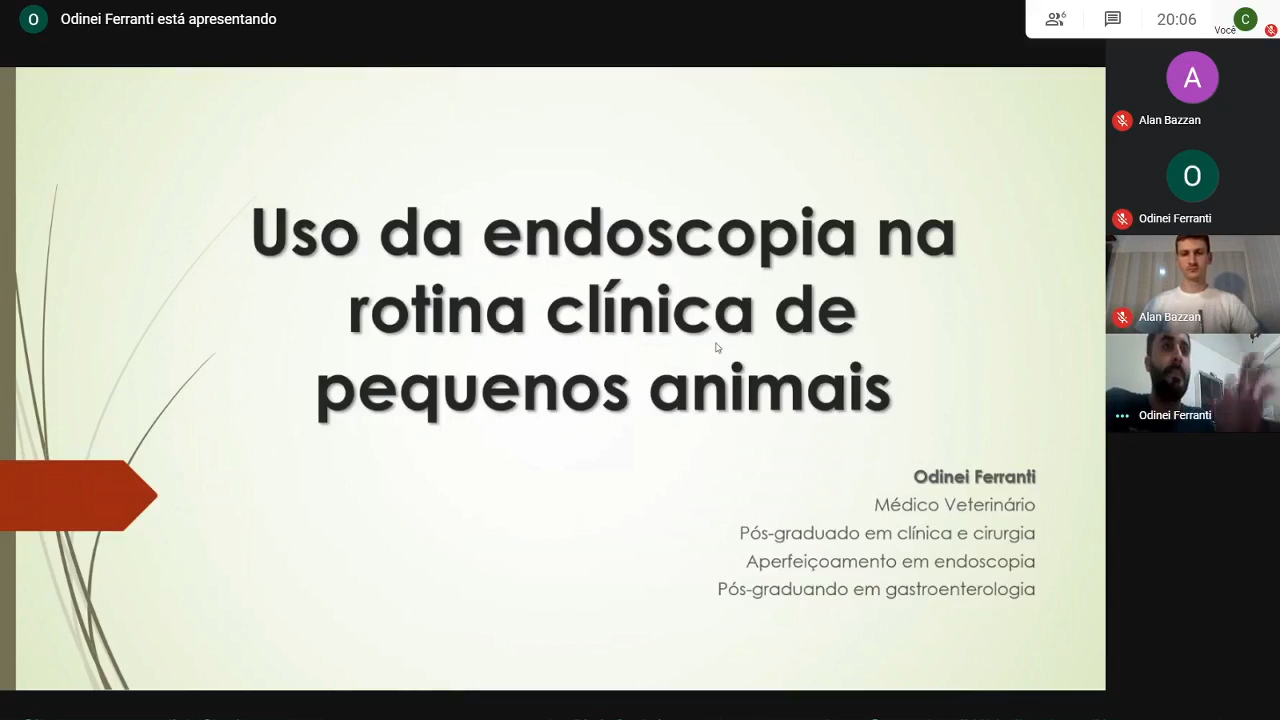 O
Odinei Ferranti está apresentando
6
20:06
Você
C
A
Alan Bazzan
O
Odinei Ferranti
Alan Bazzan
Odinei Ferranti
Uso da endoscopia na
rotina clínica de
pequenos animais
Odinei Ferranti
Médico Veterinário
Pós-graduado em clínica e cirurgia
Aperfeiçoamento em endoscopia
Pós-graduando em gastroenterologia